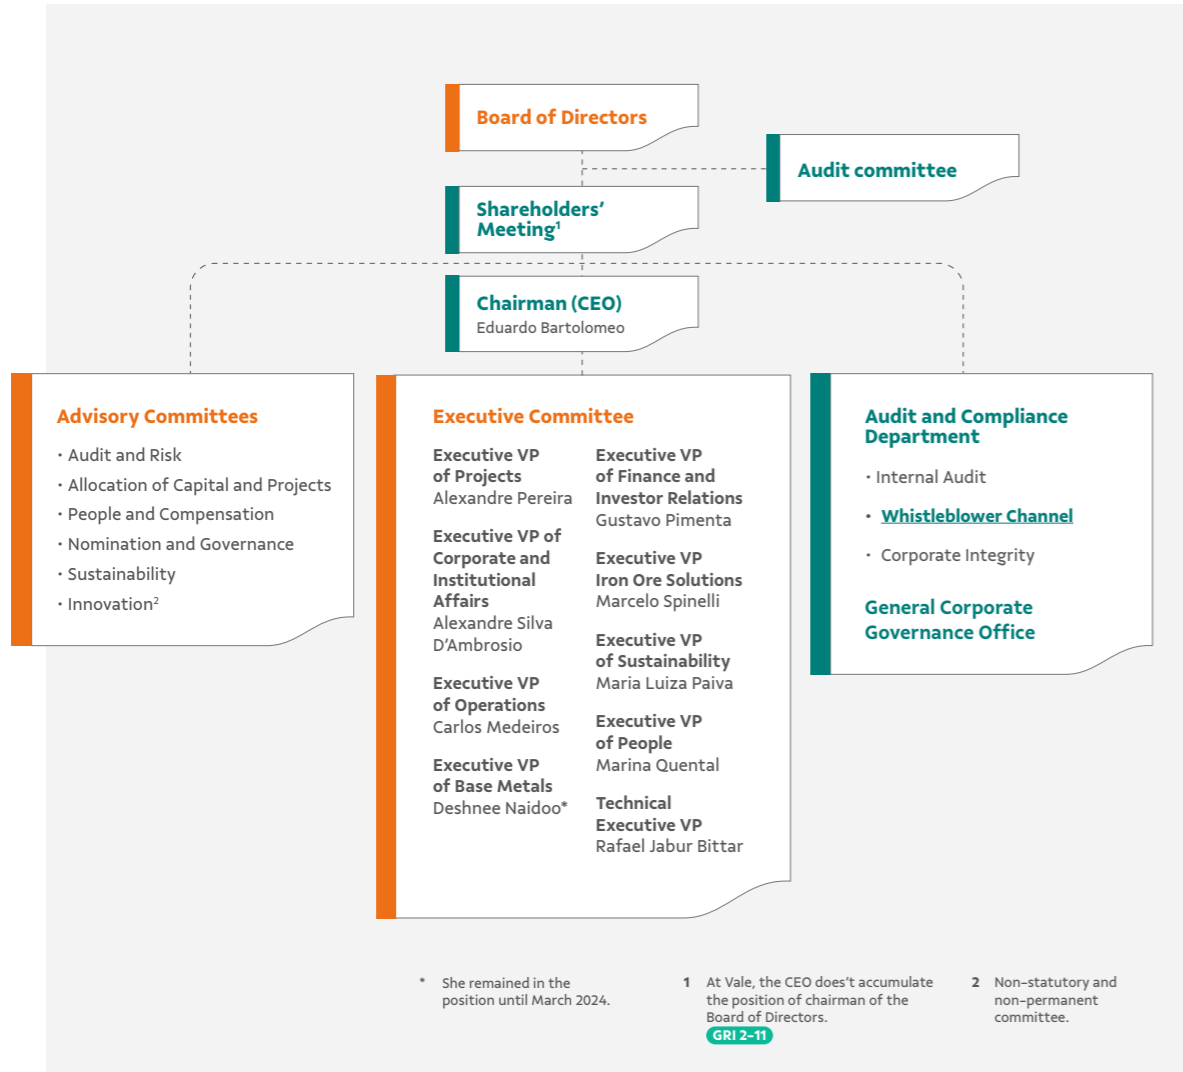 Board of Directors
Audit committee
Shareholders'
Meeting¹
Chairman (CEO)
Eduardo Bartolomeo
Advisory Committees
· Audit and Risk
· Allocation of Capital and Projects
· People and Compensation
· Nomination and Governance
· Sustainability
· Innovation²
Executive Committee
Executive VP
of Projects
Alexandre Pereira
Executive VP of
Corporate and
Institutional
Affairs
Alexandre Silva
D'Ambrosio
Executive VP
of Operations
Carlos Medeiros
Executive VP
of Base Metals
Deshnee Naidoo*
Executive VP
of Finance and
Investor Relations
Gustavo Pimenta
Executive VP
Iron Ore Solutions
Marcelo Spinelli
Executive VP
of Sustainability
Maria Luiza Paiva
Executive VP
of People
Marina Quental
Technical
Executive VP
Rafael Jabur Bittar
Audit and Compliance
Department
· Internal Audit
· Whistleblower Channel
· Corporate Integrity
General Corporate
Governance Office
* She remained in the
position until March 2024.
1 At Vale, the CEO does't accumulate
the position of chairman of the
Board of Directors.
GRI 2-11
2 Non-statutory and
non-permanent
committee.